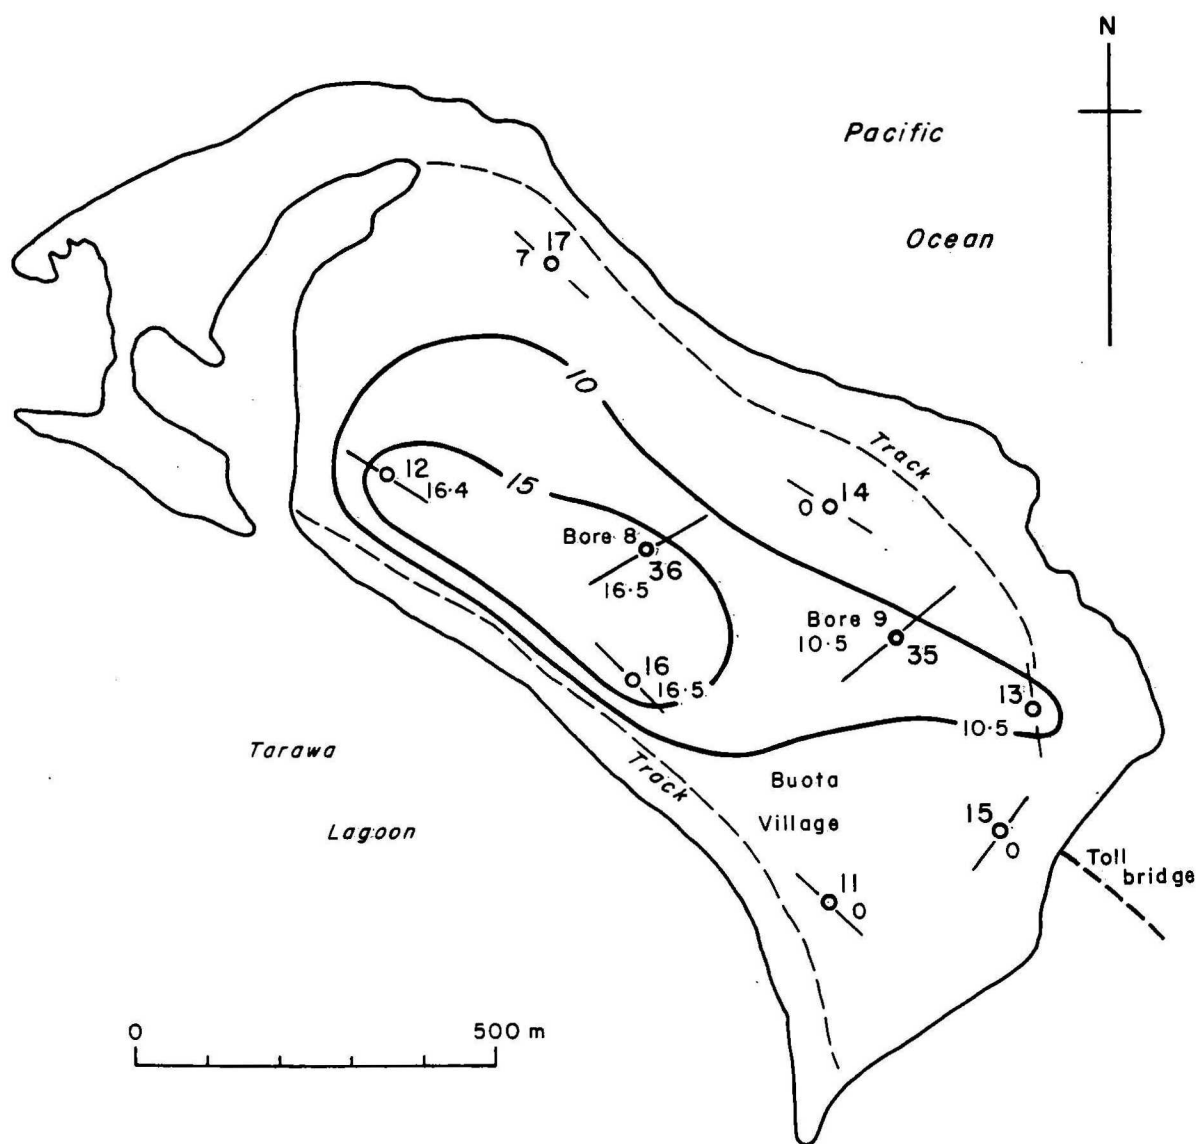 N
Pacific
Ocean
17
7
10
Track
12
16·4
15
14
0
Bore 8
36
16·5
Bore 9
10·5
35
16
16·5
13
10·5
Tarawa
Lagoon
Track
Buota
Village
15
0
Toll
bridge
11
0
0 500 m